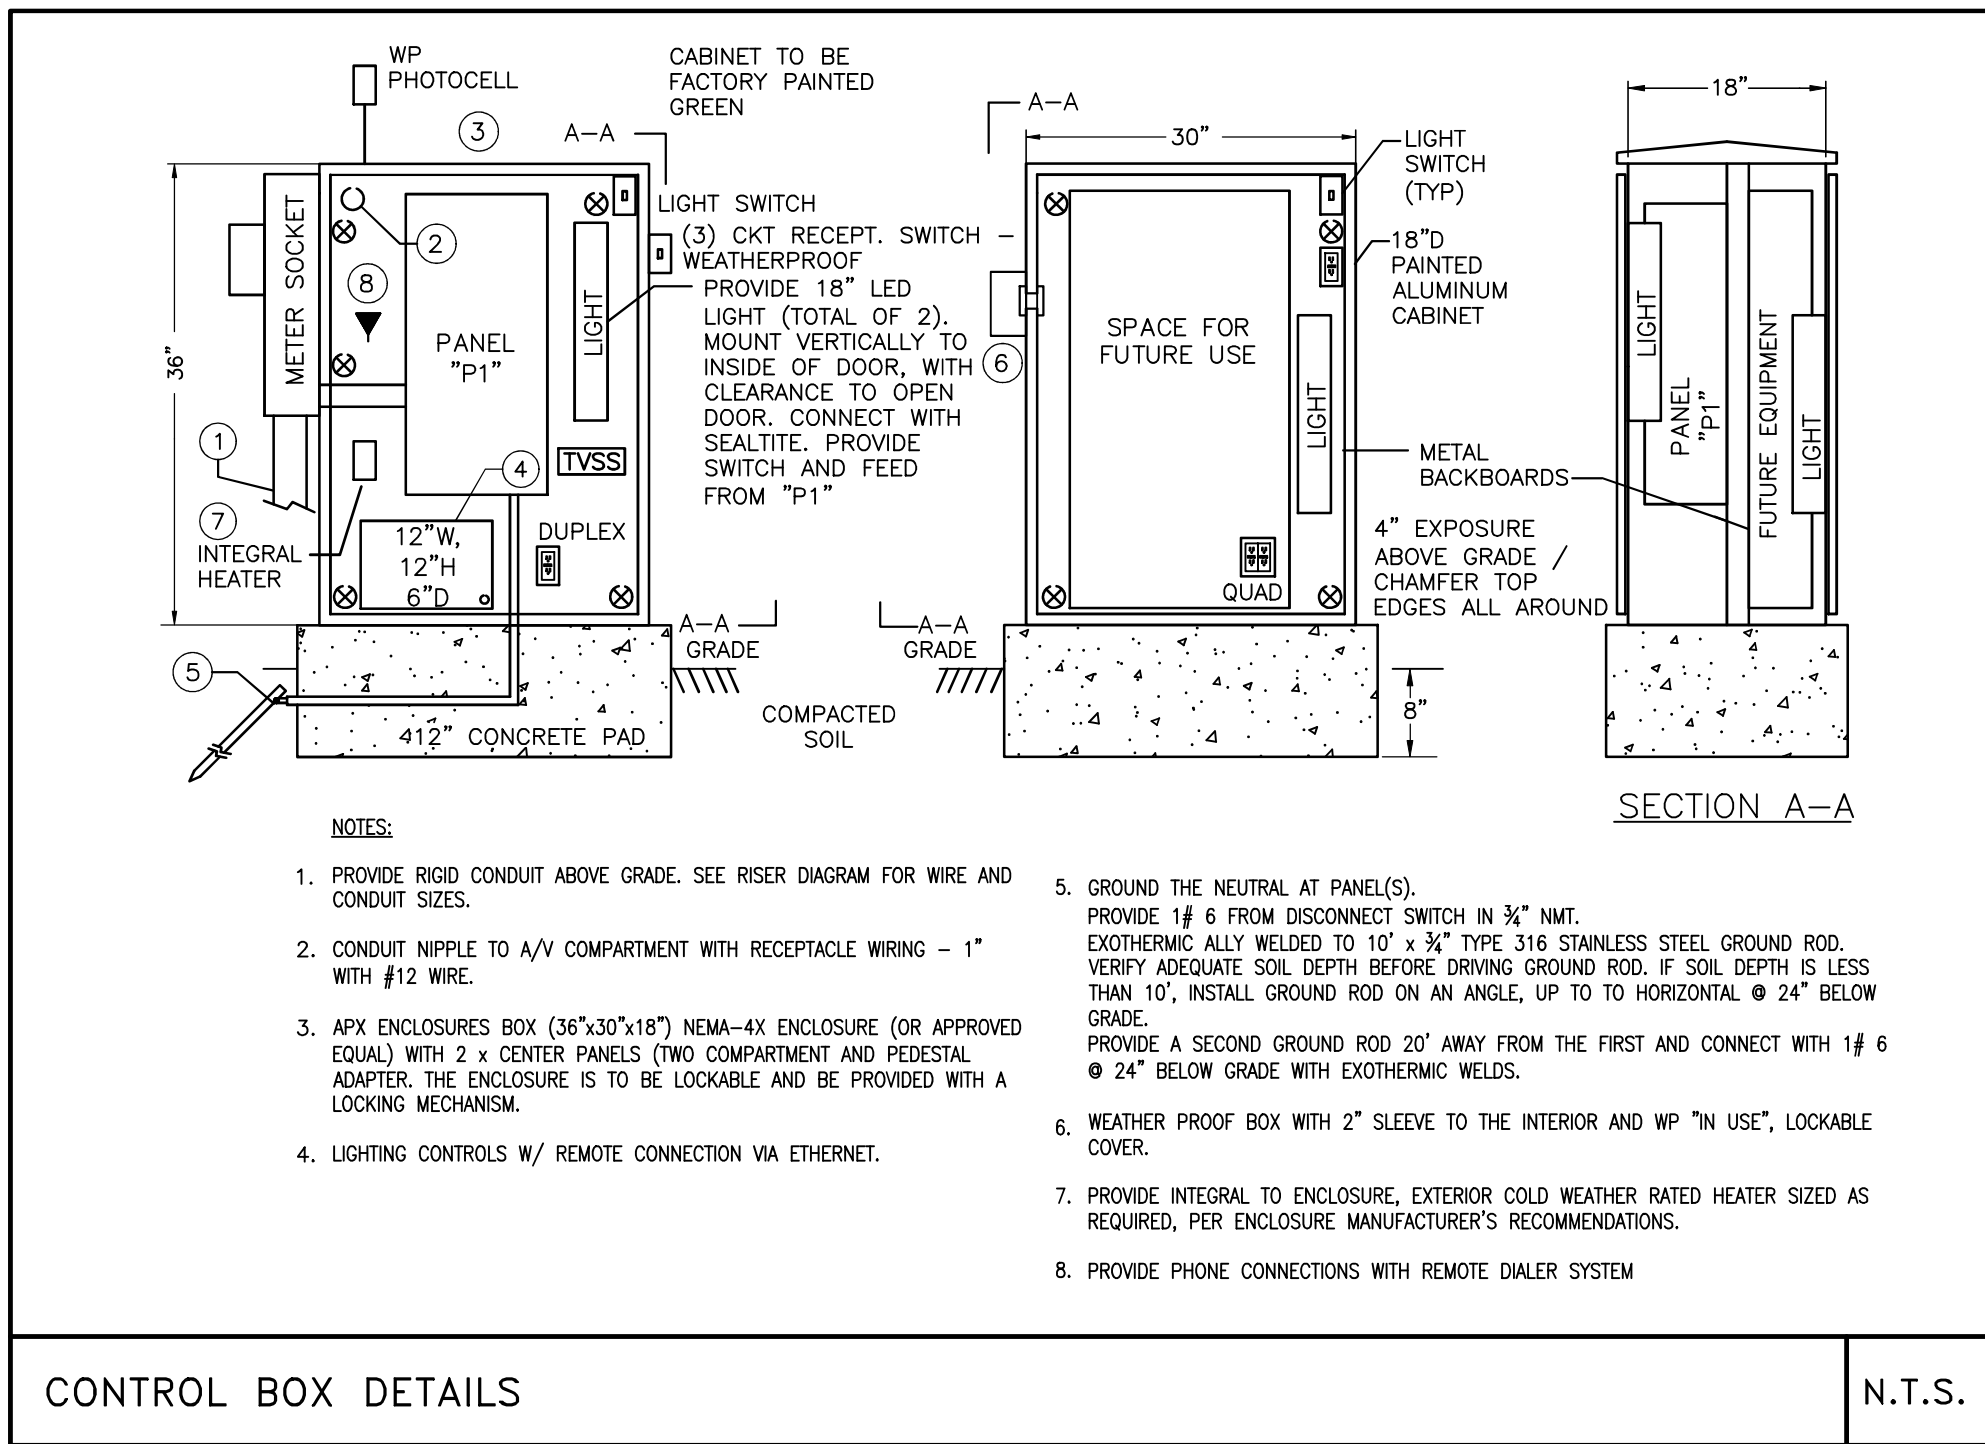 WP
PHOTOCELL
CABINET TO BE
FACTORY PAINTED
GREEN
3
A-A
METER SOCKET
2
8
PANEL
"P1"
LIGHT
LIGHT SWITCH
(3) CKT RECEPT. SWITCH -
WEATHERPROOF
PROVIDE 18" LED
LIGHT (TOTAL OF 2).
MOUNT VERTICALLY TO
INSIDE OF DOOR, WITH
CLEARANCE TO OPEN
DOOR. CONNECT WITH
SEALTITE. PROVIDE
SWITCH AND FEED
FROM "P1"
36"
1
4
TVSS
7
INTEGRAL
HEATER
12"W,
12"H
6"D
DUPLEX
A-A
GRADE
5
412" CONCRETE PAD
COMPACTED
SOIL
A-A
30"
LIGHT
SWITCH
(TYP)
18"D
PAINTED
ALUMINUM
CABINET
6
SPACE FOR
FUTURE USE
LIGHT
METAL
BACKBOARDS
QUAD
4" EXPOSURE
ABOVE GRADE /
CHAMFER TOP
EDGES ALL AROUND
A-A
GRADE
8"
18"
LIGHT
PANEL
"P1"
FUTURE EQUIPMENT
LIGHT
SECTION A-A
NOTES:
1. PROVIDE RIGID CONDUIT ABOVE GRADE. SEE RISER DIAGRAM FOR WIRE AND
CONDUIT SIZES.
2. CONDUIT NIPPLE TO A/V COMPARTMENT WITH RECEPTACLE WIRING - 1"
WITH #12 WIRE.
3. APX ENCLOSURES BOX (36"x30"x18") NEMA-4X ENCLOSURE (OR APPROVED
EQUAL) WITH 2 x CENTER PANELS (TWO COMPARTMENT AND PEDESTAL
ADAPTER. THE ENCLOSURE IS TO BE LOCKABLE AND BE PROVIDED WITH A
LOCKING MECHANISM.
4. LIGHTING CONTROLS W/ REMOTE CONNECTION VIA ETHERNET.
5. GROUND THE NEUTRAL AT PANEL(S).
PROVIDE 1# 6 FROM DISCONNECT SWITCH IN ¾" NMT.
EXOTHERMIC ALLY WELDED TO 10' x ¾" TYPE 316 STAINLESS STEEL GROUND ROD.
VERIFY ADEQUATE SOIL DEPTH BEFORE DRIVING GROUND ROD. IF SOIL DEPTH IS LESS
THAN 10', INSTALL GROUND ROD ON AN ANGLE, UP TO TO HORIZONTAL @ 24" BELOW
GRADE.
PROVIDE A SECOND GROUND ROD 20' AWAY FROM THE FIRST AND CONNECT WITH 1# 6
@ 24" BELOW GRADE WITH EXOTHERMIC WELDS.
6. WEATHER PROOF BOX WITH 2" SLEEVE TO THE INTERIOR AND WP "IN USE", LOCKABLE
COVER.
7. PROVIDE INTEGRAL TO ENCLOSURE, EXTERIOR COLD WEATHER RATED HEATER SIZED AS
REQUIRED, PER ENCLOSURE MANUFACTURER'S RECOMMENDATIONS.
8. PROVIDE PHONE CONNECTIONS WITH REMOTE DIALER SYSTEM
CONTROL BOX DETAILS
N.T.S.